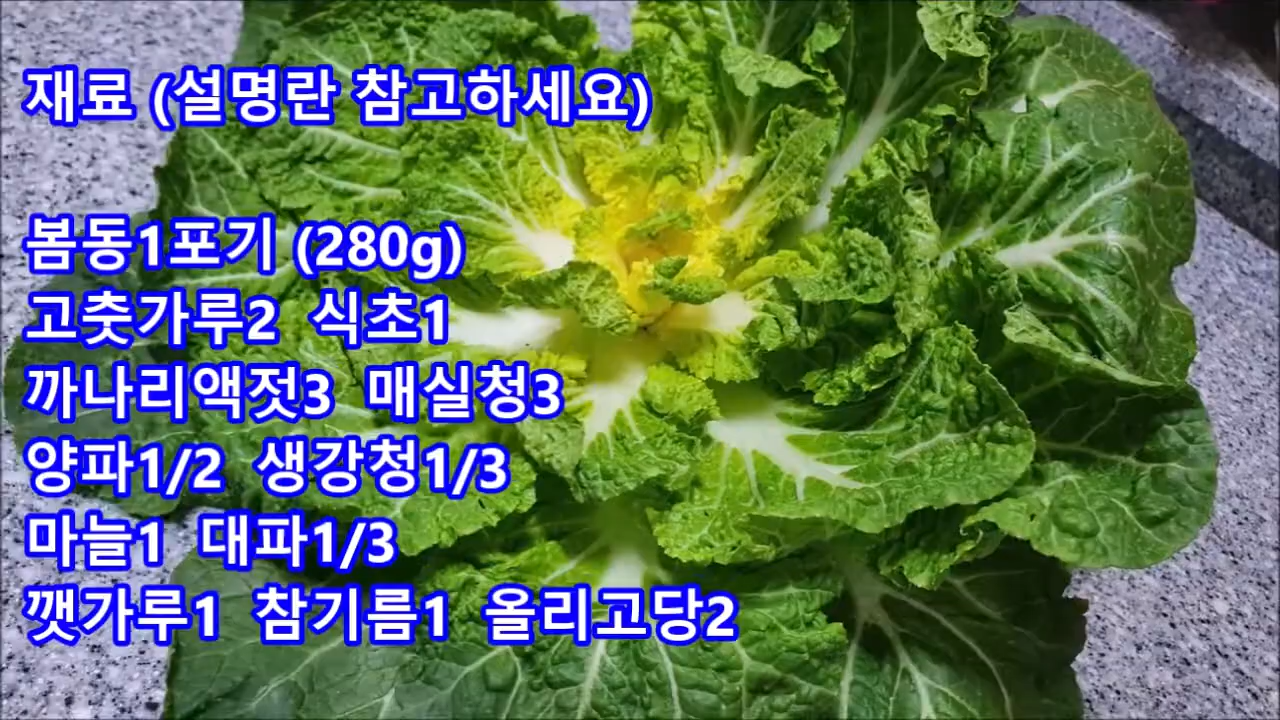 재료 (설명란 참고하세요)
봄동1포기 (280g)
고춧가루2 식초1
까나리액젓3 매실청3
양파1/2 생강청1/3
마늘1 대파1/3
깻가루1 참기름1 올리고당2